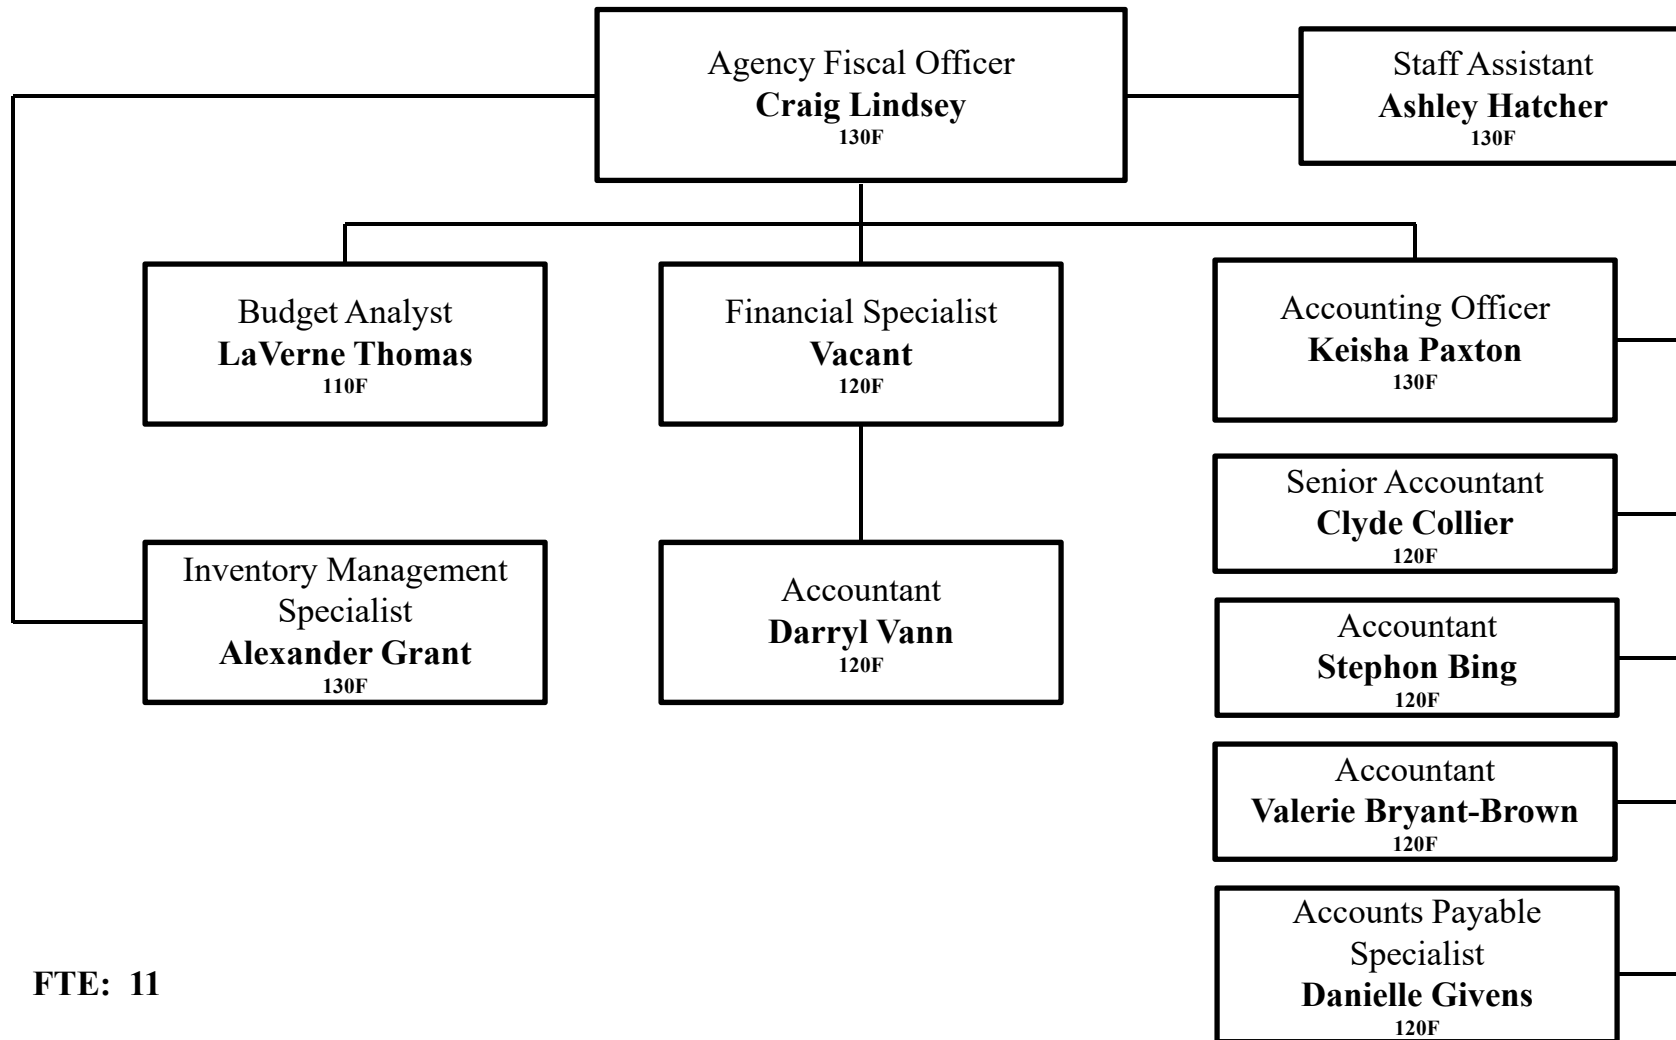 Agency Fiscal Officer
Craig Lindsey
130F
Staff Assistant
Ashley Hatcher
130F
Budget Analyst
LaVerne Thomas
110F
Financial Specialist
Vacant
120F
Accounting Officer
Keisha Paxton
130F
Senior Accountant
Clyde Collier
120F
Inventory Management
Specialist
Alexander Grant
130F
Accountant
Darryl Vann
120F
Accountant
Stephon Bing
120F
Accountant
Valerie Bryant-Brown
120F
Accounts Payable
Specialist
Danielle Givens
120F
FTE: 11